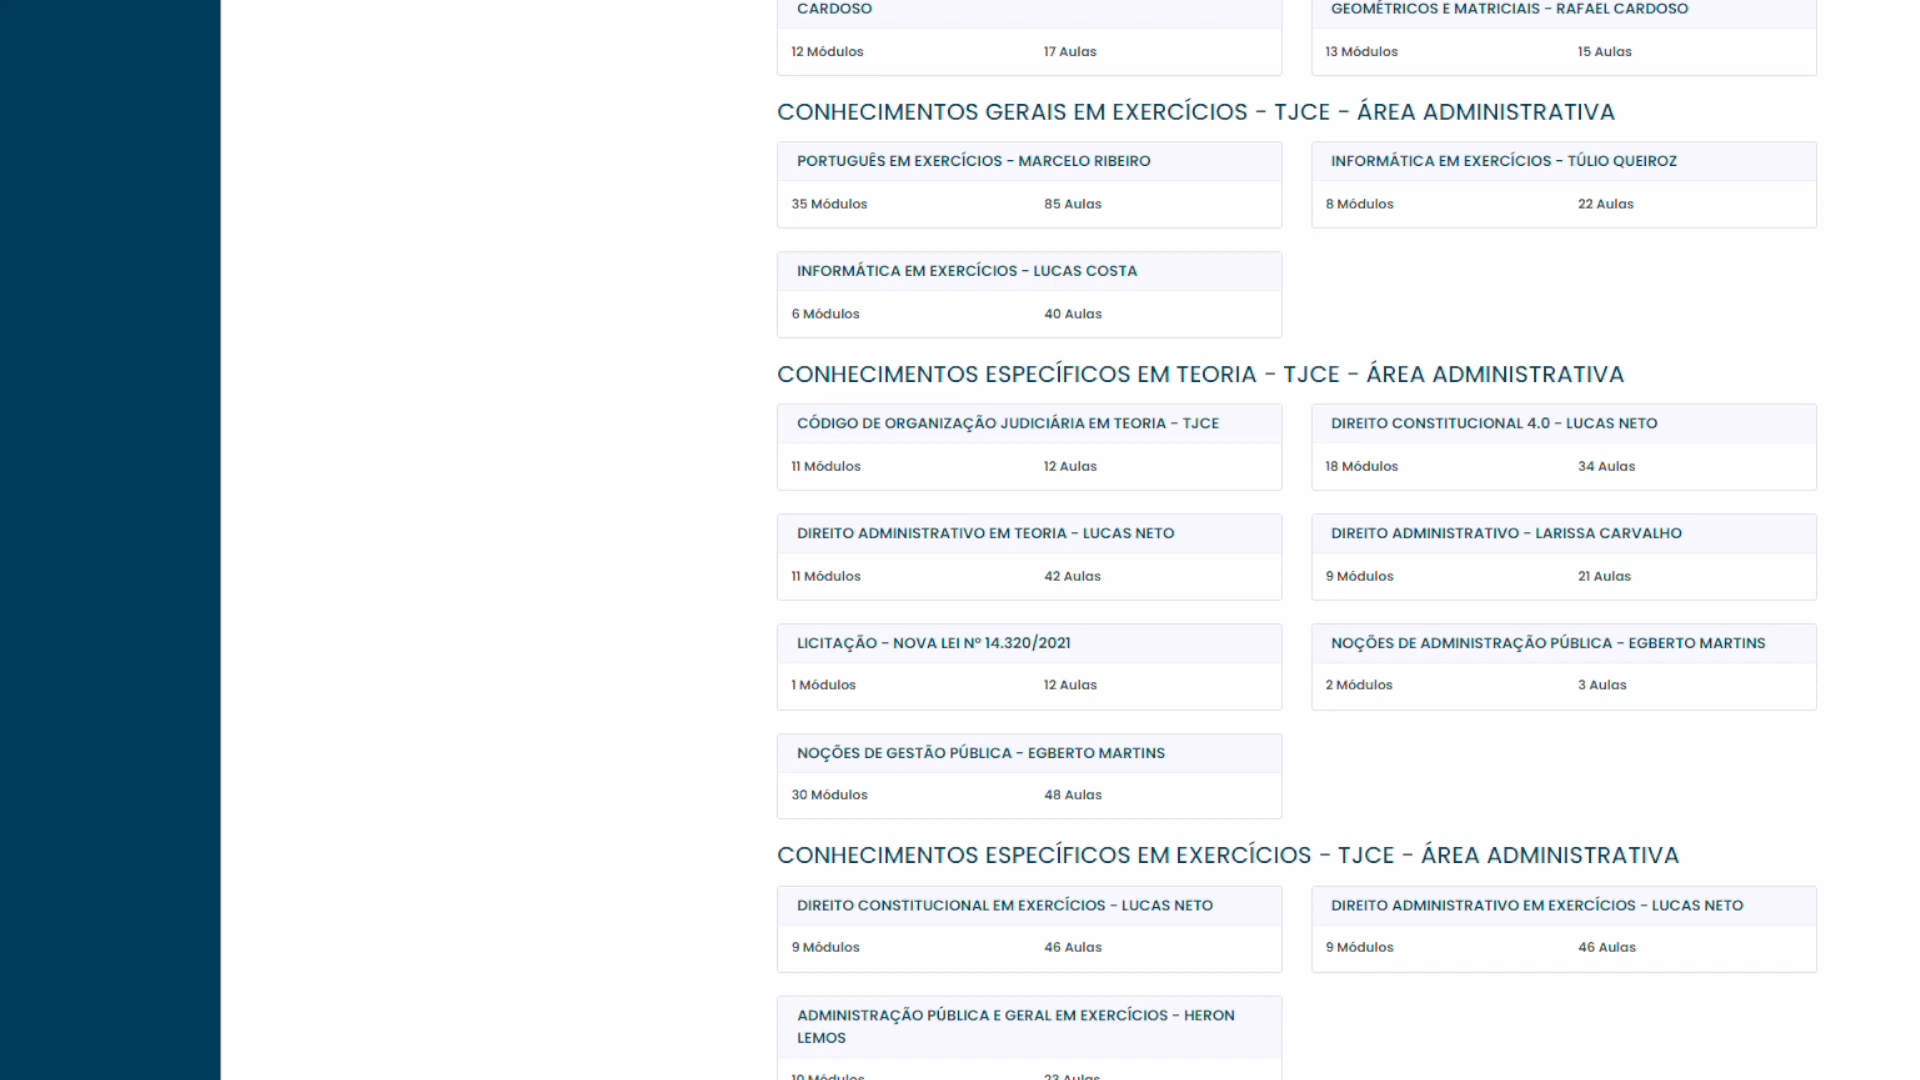 CARDOSO
12 Módulos 17 Aulas
GEOMÉTRICOS E MATRICIAIS - RAFAEL CARDOSO
13 Módulos 15 Aulas
CONHECIMENTOS GERAIS EM EXERCÍCIOS - TJCE - ÁREA ADMINISTRATIVA
PORTUGUÊS EM EXERCÍCIOS - MARCELO RIBEIRO
35 Módulos 85 Aulas
INFORMÁTICA EM EXERCÍCIOS - TÚLIO QUEIROZ
8 Módulos 22 Aulas
INFORMÁTICA EM EXERCÍCIOS - LUCAS COSTA
6 Módulos 40 Aulas
CONHECIMENTOS ESPECÍFICOS EM TEORIA - TJCE - ÁREA ADMINISTRATIVA
CÓDIGO DE ORGANIZAÇÃO JUDICIÁRIA EM TEORIA - TJCE
11 Módulos 12 Aulas
DIREITO CONSTITUCIONAL 4.0 - LUCAS NETO
18 Módulos 34 Aulas
DIREITO ADMINISTRATIVO EM TEORIA - LUCAS NETO
11 Módulos 42 Aulas
DIREITO ADMINISTRATIVO - LARISSA CARVALHO
9 Módulos 21 Aulas
LICITAÇÃO - NOVA LEI Nº 14.320/2021
1 Módulos 12 Aulas
NOÇÕES DE ADMINISTRAÇÃO PÚBLICA - EGBERTO MARTINS
2 Módulos 3 Aulas
NOÇÕES DE GESTÃO PÚBLICA - EGBERTO MARTINS
30 Módulos 48 Aulas
CONHECIMENTOS ESPECÍFICOS EM EXERCÍCIOS - TJCE - ÁREA ADMINISTRATIVA
DIREITO CONSTITUCIONAL EM EXERCÍCIOS - LUCAS NETO
9 Módulos 46 Aulas
DIREITO ADMINISTRATIVO EM EXERCÍCIOS - LUCAS NETO
9 Módulos 46 Aulas
ADMINISTRAÇÃO PÚBLICA E GERAL EM EXERCÍCIOS - HERON
LEMOS
10 Módulos 23 Aulas